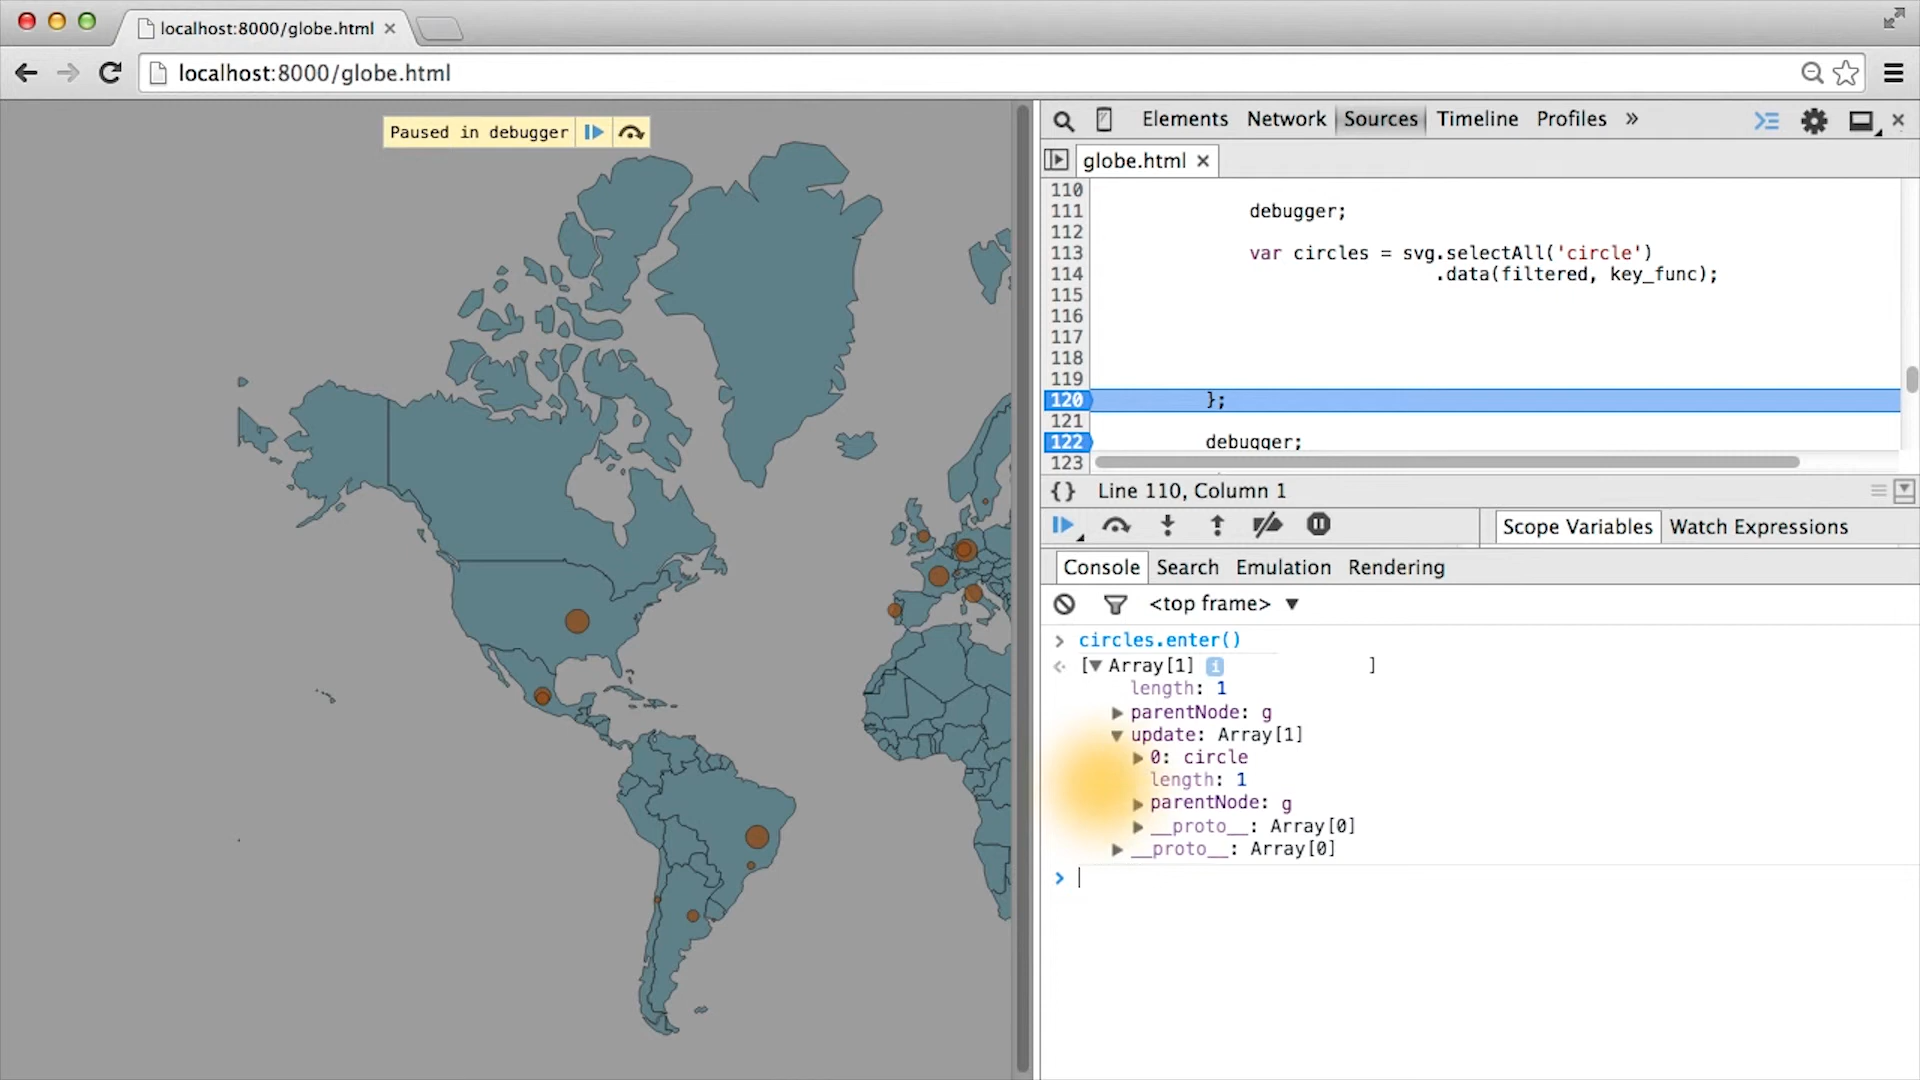 localhost:8000/globe.html
localhost:8000/globe.html
Paused in debugger
Elements Network Sources Timeline Profiles »
globe.html
110
111 debugger;
112
113 var circles = svg.selectAll('circle')
114 .data(filtered, key_func);
115
116
117
118
119
120 };
121
122 debugger;
123
{} Line 110, Column 1
Scope Variables Watch Expressions
Console Search Emulation Rendering
<top frame>
> circles.enter()
[▼ Array[1] i ]
length: 1
▶ parentNode: g
▼ update: Array[1]
▶ 0: circle
length: 1
▶ parentNode: g
▶ __proto__: Array[0]
▶ __proto__: Array[0]
>